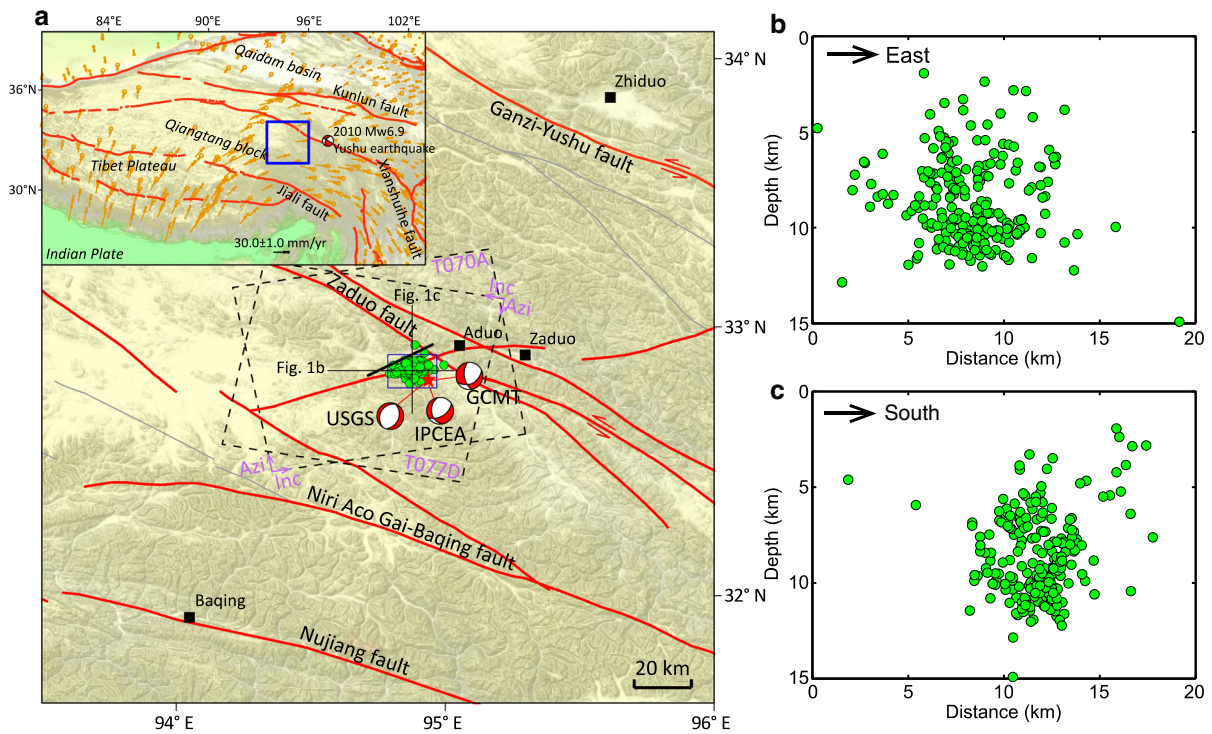 a
84° E
90° E
96° E
102° E
36°N
30°N
Qaidam basin
Kunlun fault
Qiangtang block
2010 Mw6.9
Yushu earthquake
Tibet Plateau
Xianshuihe fault
Jiali fault
30.0±1.0 mm/yr
Indian Plate
Zhiduo
Ganzi-Yushu fault
34° N
33° N
32° N
T070A
Inc
Azi
Zaduo fault
Fig. 1c
Aduo
Zaduo
Fig. 1b
GCMT
USGS
IPCEA
Azi
Inc
T077D
Niri Aco Gai-Baqing fault
Baqing
Nujiang fault
20 km
94° E
95° E
96° E
b
East
0
5
10
15
Depth (km)
0
5
10
15
20
Distance (km)
c
South
0
5
10
15
Depth (km)
0
5
10
15
20
Distance (km)